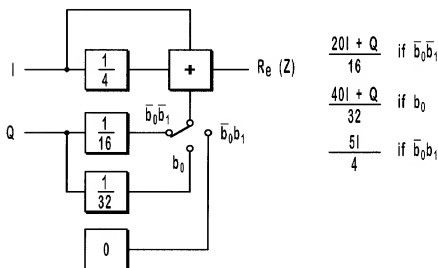 I
1/4
+
Re (Z)
Q
1/16
b̅₀b̅₁
b̅₀b₁
b₀
1/32
0
20I + Q / 16 if b̅₀b̅₁
40I + Q / 32 if b₀
5I / 4 if b̅₀b₁